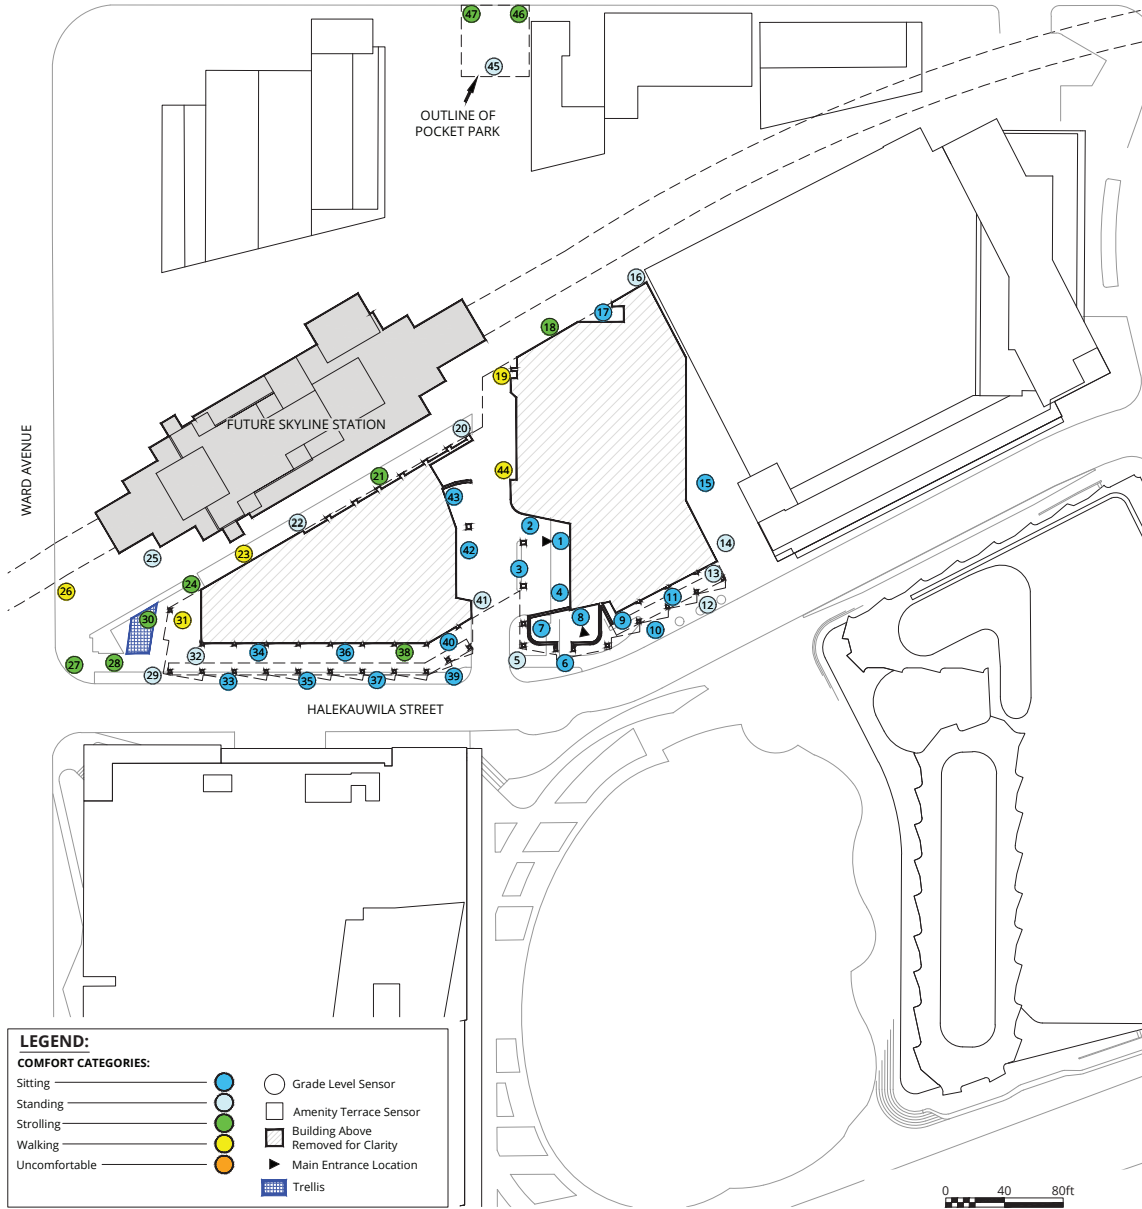 47
46
45
OUTLINE OF
POCKET PARK
16
17
18
19
FUTURE SKYLINE STATION
20
WARD AVENUE
44
21
15
43
22
2
1
14
42
23
25
3
13
24
26
4
11
41
12
30
31
8
9
7
10
40
32
34
36
38
5
6
27
28
29
33
35
37
39
HALEKAUWILA STREET
LEGEND:
COMFORT CATEGORIES:
Sitting
Standing
Strolling
Walking
Uncomfortable
Grade Level Sensor
Amenity Terrace Sensor
Building Above
Removed for Clarity
Main Entrance Location
Trellis
0 40 80ft